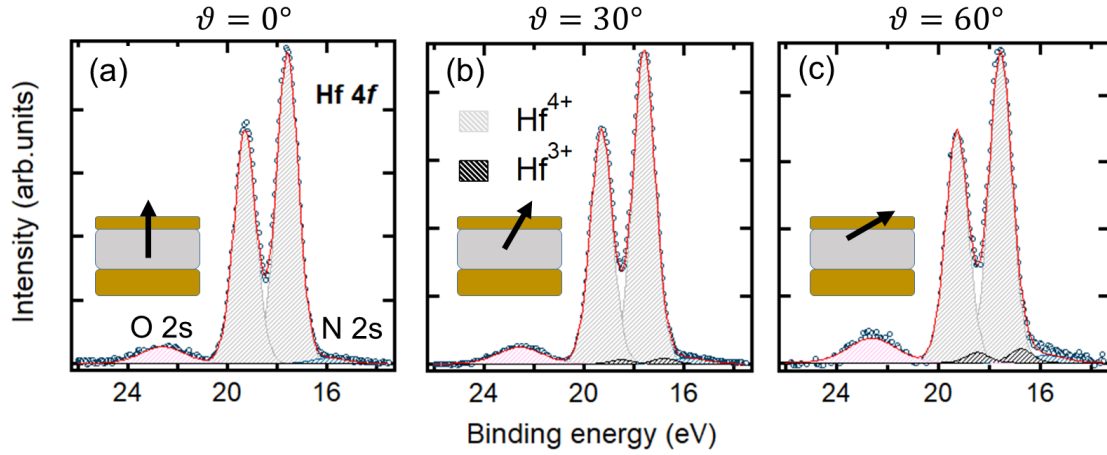 ϑ = 0° ϑ = 30° ϑ = 60°
(a) (b) (c)
Hf 4f
Hf4+
Hf3+
O 2s N 2s
Intensity (arb.units)
24 20 16 24 20 16 24 20 16
Binding energy (eV)